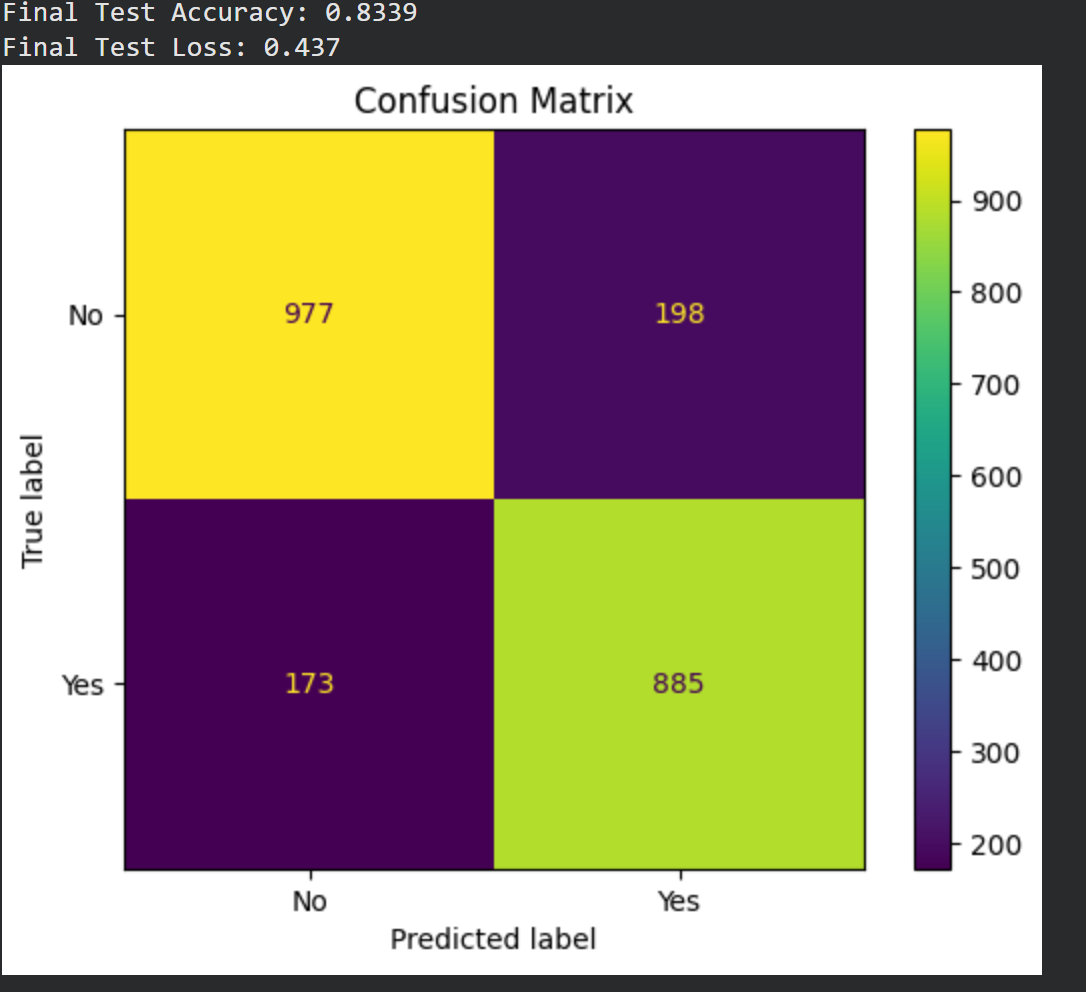 Final Test Accuracy: 0.8339
Final Test Loss: 0.437
Confusion Matrix
No
977
198
Yes
173
885
No
Yes
Predicted label
True label
900
800
700
600
500
400
300
200